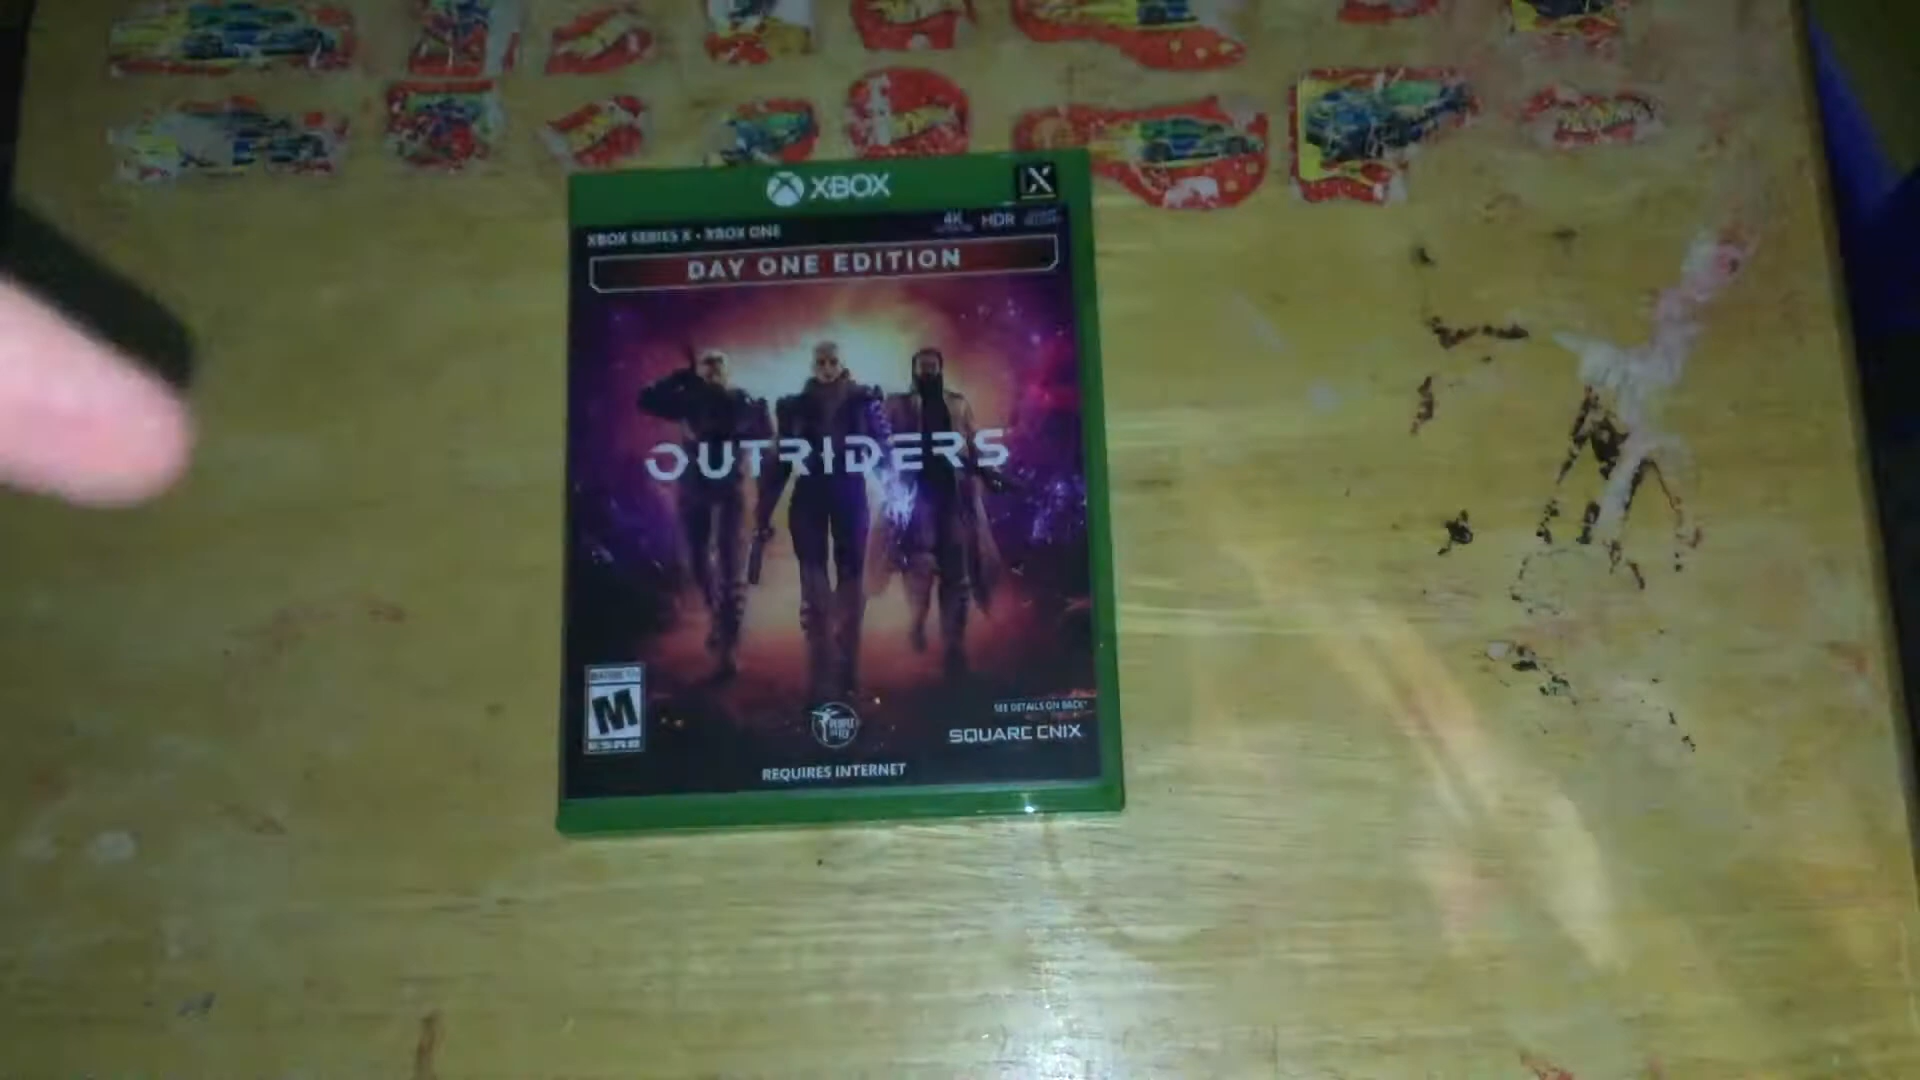 XBOX
XBOX SERIES X • XBOX ONE
4K HDR
DAY ONE EDITION
OUTRIDERS
M
PEOPLE
SEE DETAILS ON BACK*
SQUARE ENIX
REQUIRES INTERNET